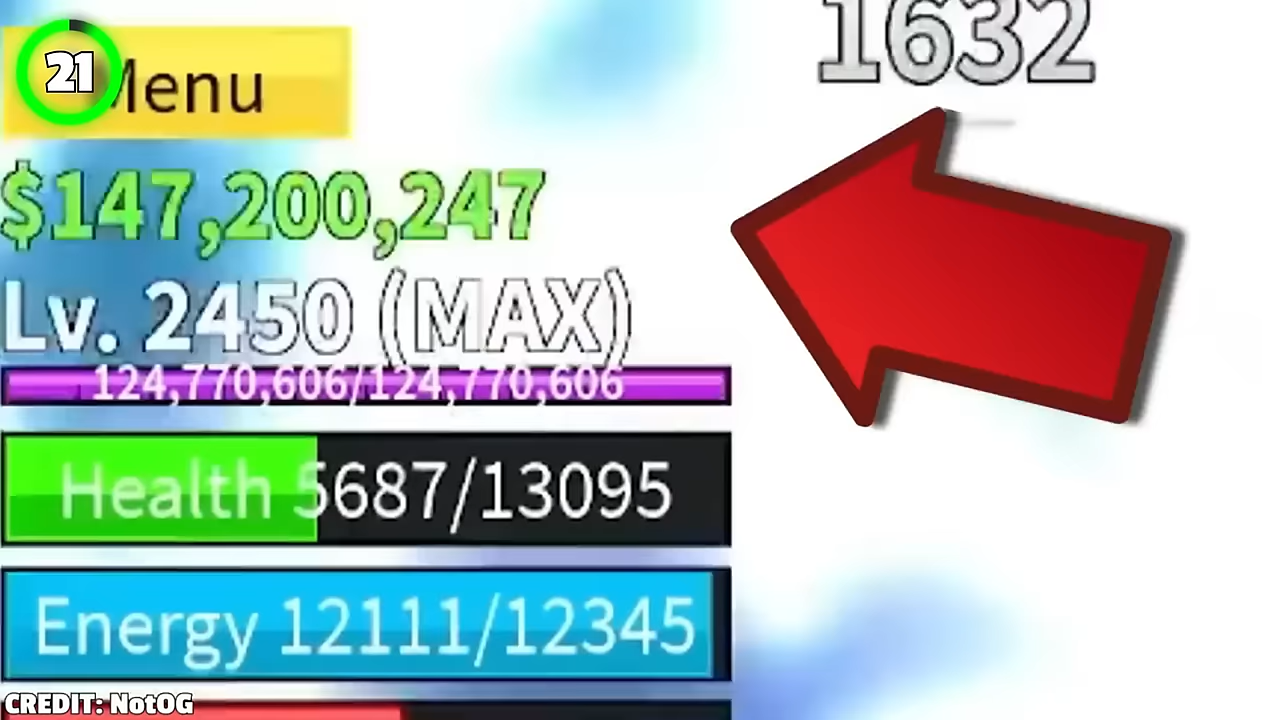 1632
21
Menu
$147,200,247
Lv. 2450 (MAX)
124,770,606/124,770,606
Health 5687/13095
Energy 12111/12345
CREDIT: NotOG